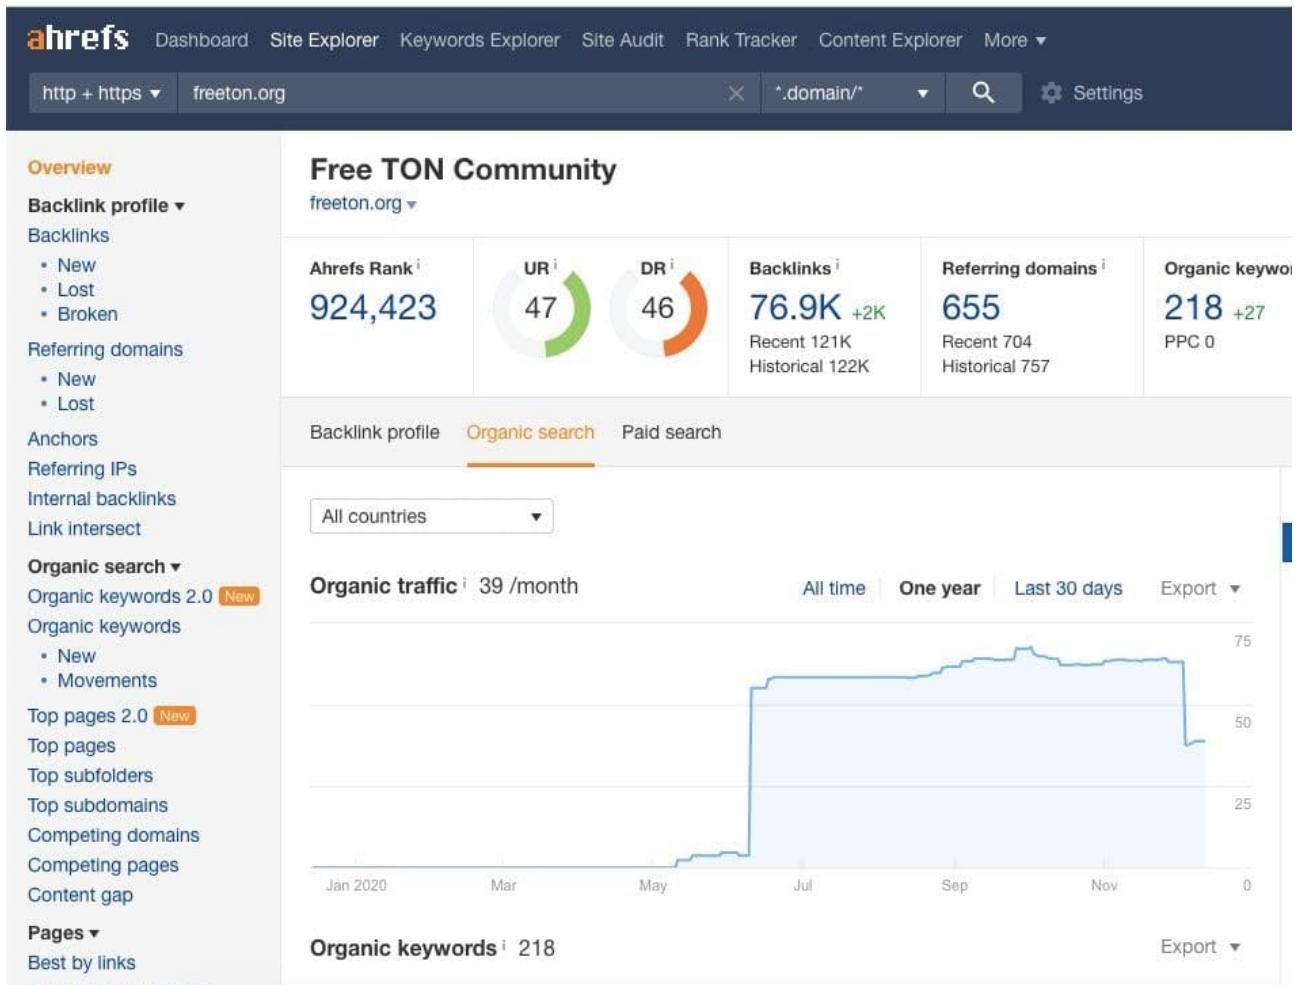 ahrefs Dashboard Site Explorer Keywords Explorer Site Audit Rank Tracker Content Explorer More
http + https freeton.org *.domain/* Settings
Overview
Backlink profile
Backlinks
New
Lost
Broken
Referring domains
New
Lost
Anchors
Referring IPs
Internal backlinks
Link intersect
Organic search
Organic keywords 2.0 New
Organic keywords
New
Movements
Top pages 2.0 New
Top pages
Top subfolders
Top subdomains
Competing domains
Competing pages
Content gap
Pages
Best by links
Free TON Community
freeton.org
Ahrefs Rank i
924,423
UR i
47
DR i
46
Backlinks i
76.9K +2K
Recent 121K
Historical 122K
Referring domains i
655
Recent 704
Historical 757
Organic keywo
218 +27
PPC 0
Backlink profile Organic search Paid search
All countries
Organic traffic i 39 /month All time One year Last 30 days Export
75
50
25
Jan 2020 Mar May Jul Sep Nov 0
Organic keywords i 218 Export